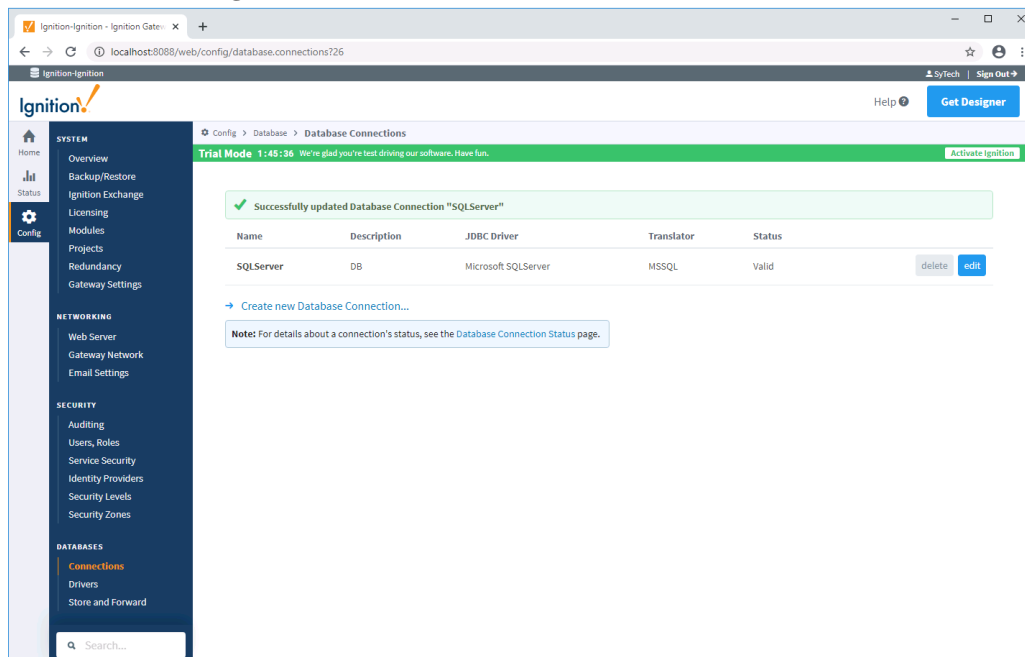 Ignition-Ignition - Ignition Gatew
localhost:8088/web/config/database.connections?26
Ignition-Ignition
SyTech | Sign Out
Ignition!
Help
Get Designer
Home
Status
Config
SYSTEM
Overview
Backup/Restore
Ignition Exchange
Licensing
Modules
Projects
Redundancy
Gateway Settings
NETWORKING
Web Server
Gateway Network
Email Settings
SECURITY
Auditing
Users, Roles
Service Security
Identity Providers
Security Levels
Security Zones
DATABASES
Connections
Drivers
Store and Forward
Search...
Config > Database > Database Connections
Trial Mode 1:45:36 We're glad you're test driving our software. Have fun.
Activate Ignition
Successfully updated Database Connection "SQLServer"
Name Description JDBC Driver Translator Status
SQLServer DB Microsoft SQLServer MSSQL Valid delete edit
→ Create new Database Connection...
Note: For details about a connection's status, see the Database Connection Status page.